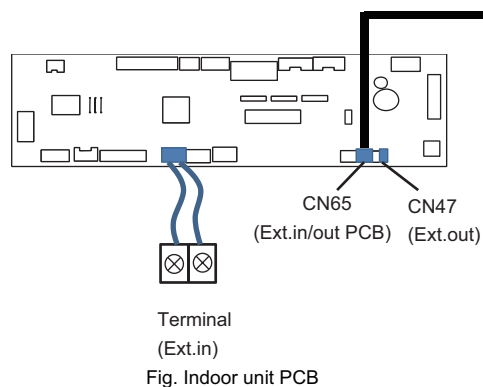 CN65
(Ext.in/out PCB)
CN47
(Ext.out)
Terminal
(Ext.in)
Fig. Indoor unit PCB